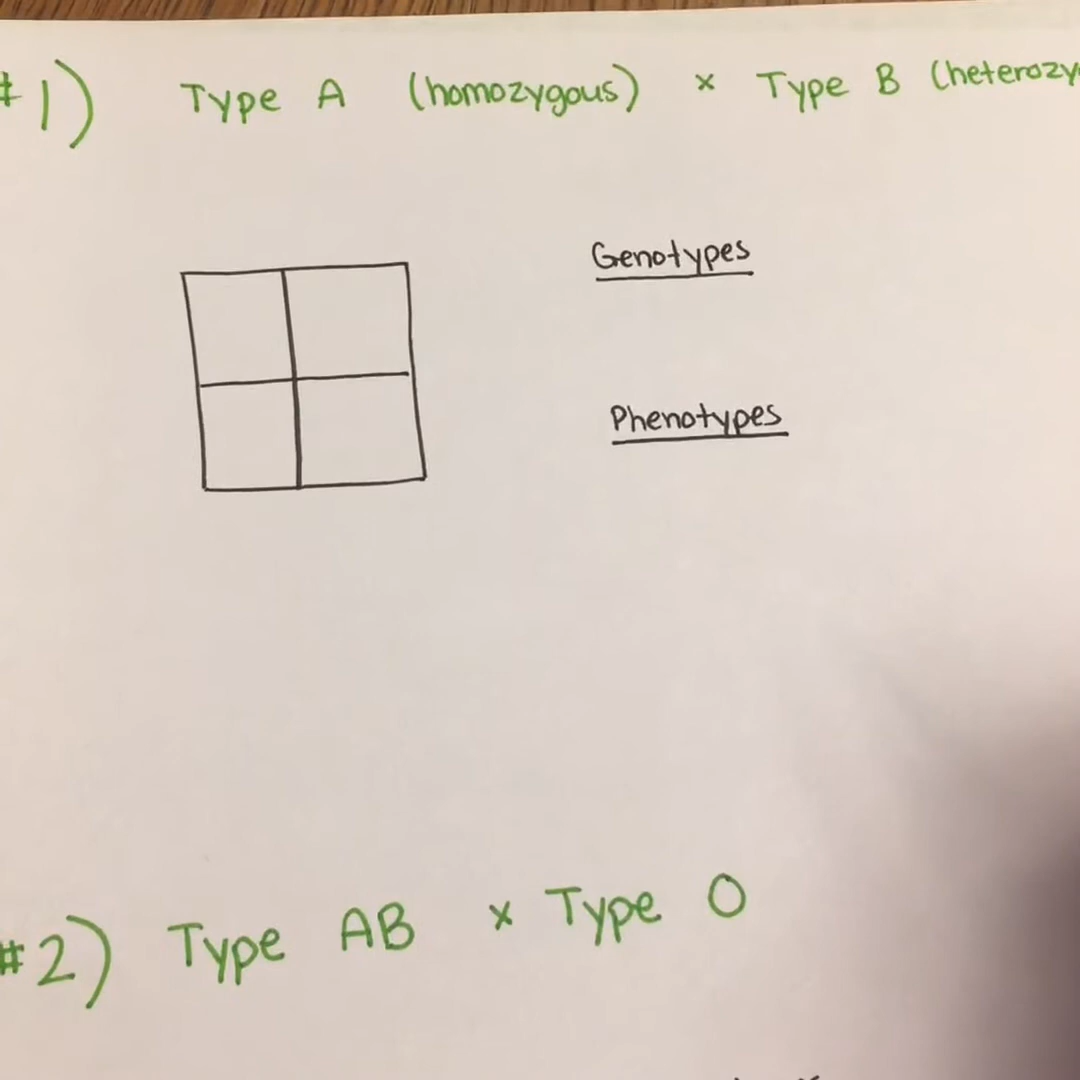 #1) Type A (homozygous) x Type B (heterozy
Genotypes
Phenotypes
#2) Type AB x Type O